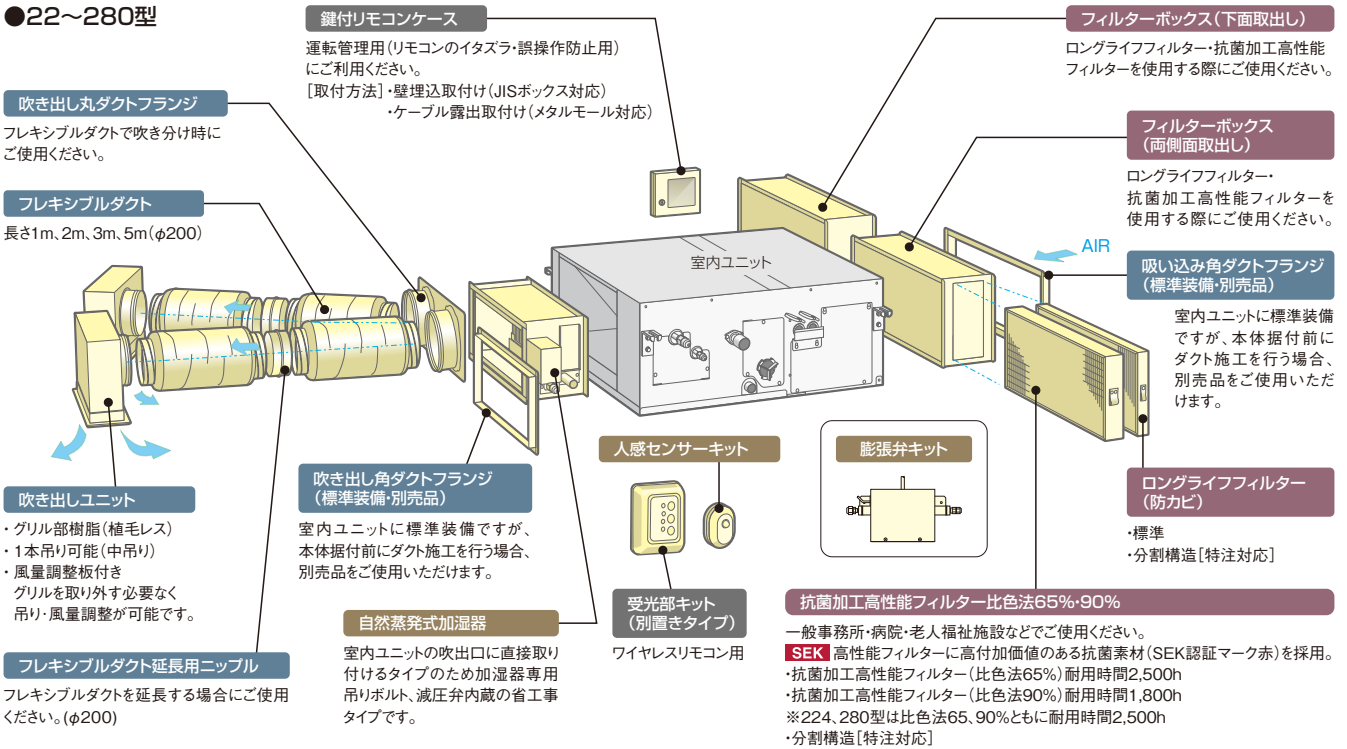 ●22〜280型
鍵付リモコンケース
運転管理用(リモコンのイタズラ・誤操作防止用)
にご利用ください。
[取付方法]・壁埋込取付け(JISボックス対応)
・ケーブル露出取付け(メタルモール対応)
フィルターボックス(下面取出し)
ロングライフフィルター・抗菌加工高性能
フィルターを使用する際にご使用ください。
吹き出し丸ダクトフランジ
フレキシブルダクトで吹き分け時に
ご使用ください。
フィルターボックス
(両側面取出し)
ロングライフフィルター・
抗菌加工高性能フィルターを
使用する際にご使用ください。
フレキシブルダクト
長さ1m、2m、3m、5m(φ200)
AIR
室内ユニット
吸い込み角ダクトフランジ
(標準装備・別売品)
室内ユニットに標準装備
ですが、本体据付前に
ダクト施工を行う場合、
別売品をご使用いただ
けます。
吹き出しユニット
・グリル部樹脂(植毛レス)
・1本吊り可能(中吊り)
・風量調整板付き
グリルを取り外す必要なく
吊り・風量調整が可能です。
吹き出し角ダクトフランジ
(標準装備・別売品)
室内ユニットに標準装備ですが、
本体据付前にダクト施工を行う場合、
別売品をご使用いただけます。
人感センサーキット
膨張弁キット
ロングライフフィルター
(防カビ)
・標準
・分割構造[特注対応]
フレキシブルダクト延長用ニップル
フレキシブルダクトを延長する場合にご使用
ください。(φ200)
自然蒸発式加湿器
室内ユニットの吹出口に直接取り
付けるタイプのため加湿器専用
吊りボルト、減圧弁内蔵の省工事
タイプです。
受光部キット
(別置きタイプ)
ワイヤレスリモコン用
抗菌加工高性能フィルター比色法65%・90%
一般事務所・病院・老人福祉施設などでご使用ください。
SEK 高性能フィルターに高付加価値のある抗菌素材(SEK認証マーク赤)を採用。
・抗菌加工高性能フィルター(比色法65%)耐用時間2,500h
・抗菌加工高性能フィルター(比色法90%)耐用時間1,800h
※224、280型は比色法65、90%ともに耐用時間2,500h
・分割構造[特注対応]